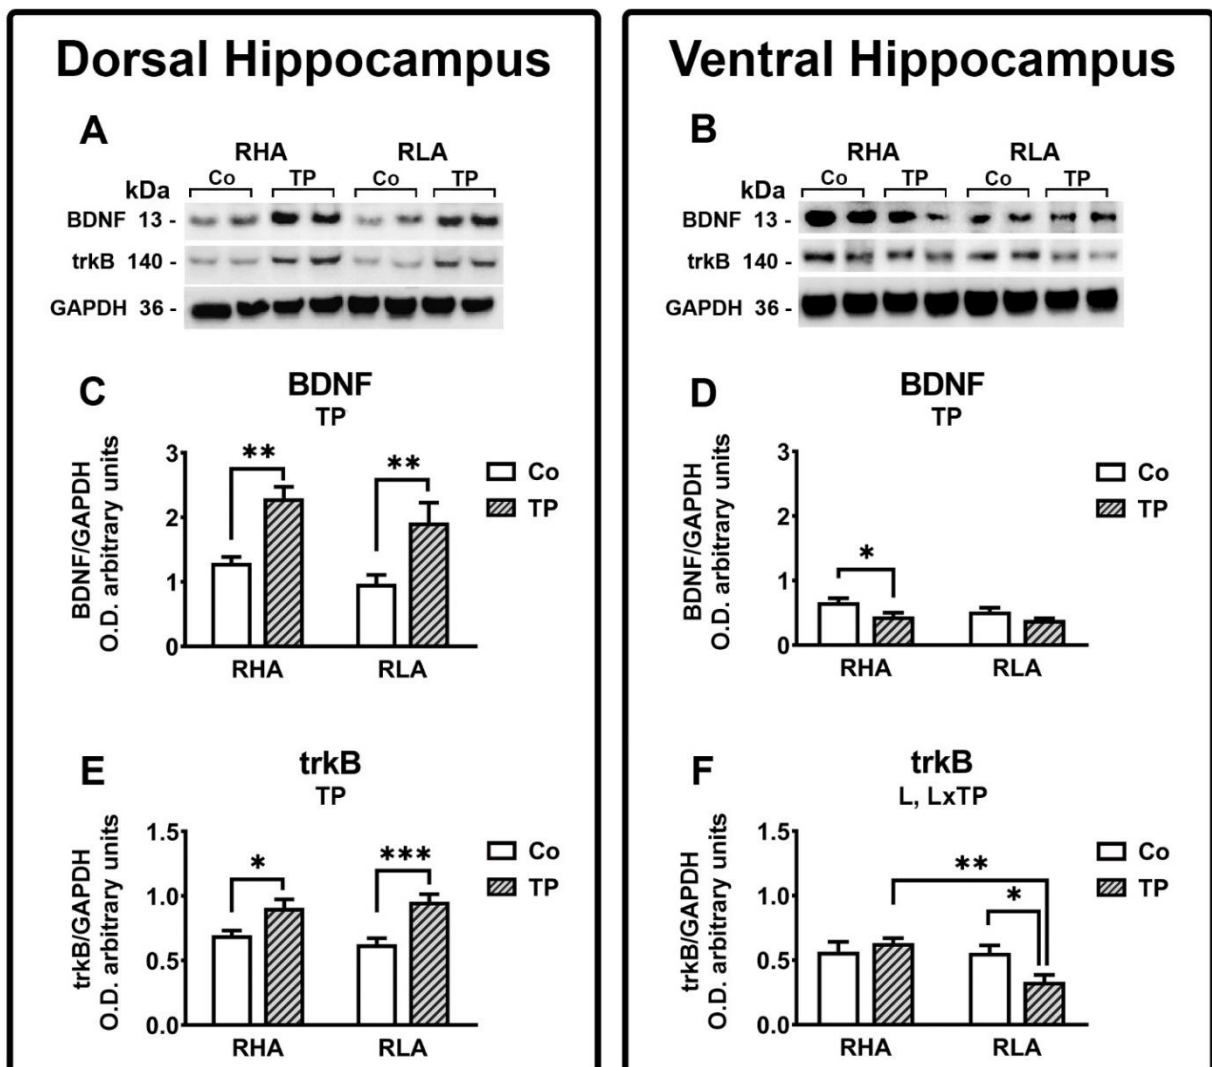 Dorsal Hippocampus
A
RHA RLA
kDa Co TP Co TP
BDNF 13 -
trkB 140 -
GAPDH 36 -
C BDNF
TP
BDNF/GAPDH
O.D. arbitrary units
3
2
1
0
** **
Co
TP
RHA RLA
E trkB
TP
trkB/GAPDH
O.D. arbitrary units
1.5
1.0
0.5
0.0
* ***
Co
TP
RHA RLA
Ventral Hippocampus
B
RHA RLA
kDa Co TP Co TP
BDNF 13 -
trkB 140 -
GAPDH 36 -
D BDNF
TP
BDNF/GAPDH
O.D. arbitrary units
3
2
1
0
*
Co
TP
RHA RLA
F trkB
L, LxTP
trkB/GAPDH
O.D. arbitrary units
1.5
1.0
0.5
0.0
**
*
Co
TP
RHA RLA